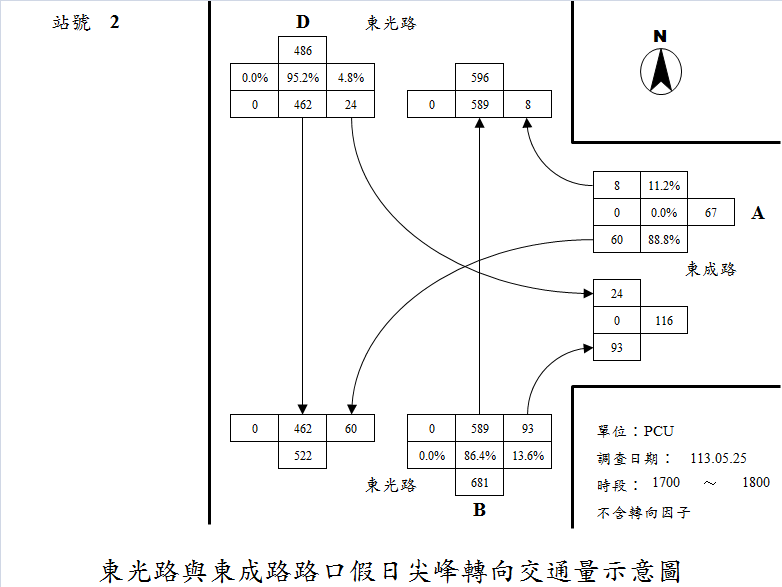 站號 2
D 東光路
486
0.0% 95.2% 4.8%
0 462 24
596
0 589 8
N
8 11.2%
0 0.0% 67
60 88.8%
A
東成路
24
0 116
93
0 462 60
522
0 589 93
0.0% 86.4% 13.6%
681
東光路
B
單位：PCU
調查日期： 113.05.25
時段： 1700 ～ 1800
不含轉向因子
東光路與東成路路口假日尖峰轉向交通量示意圖